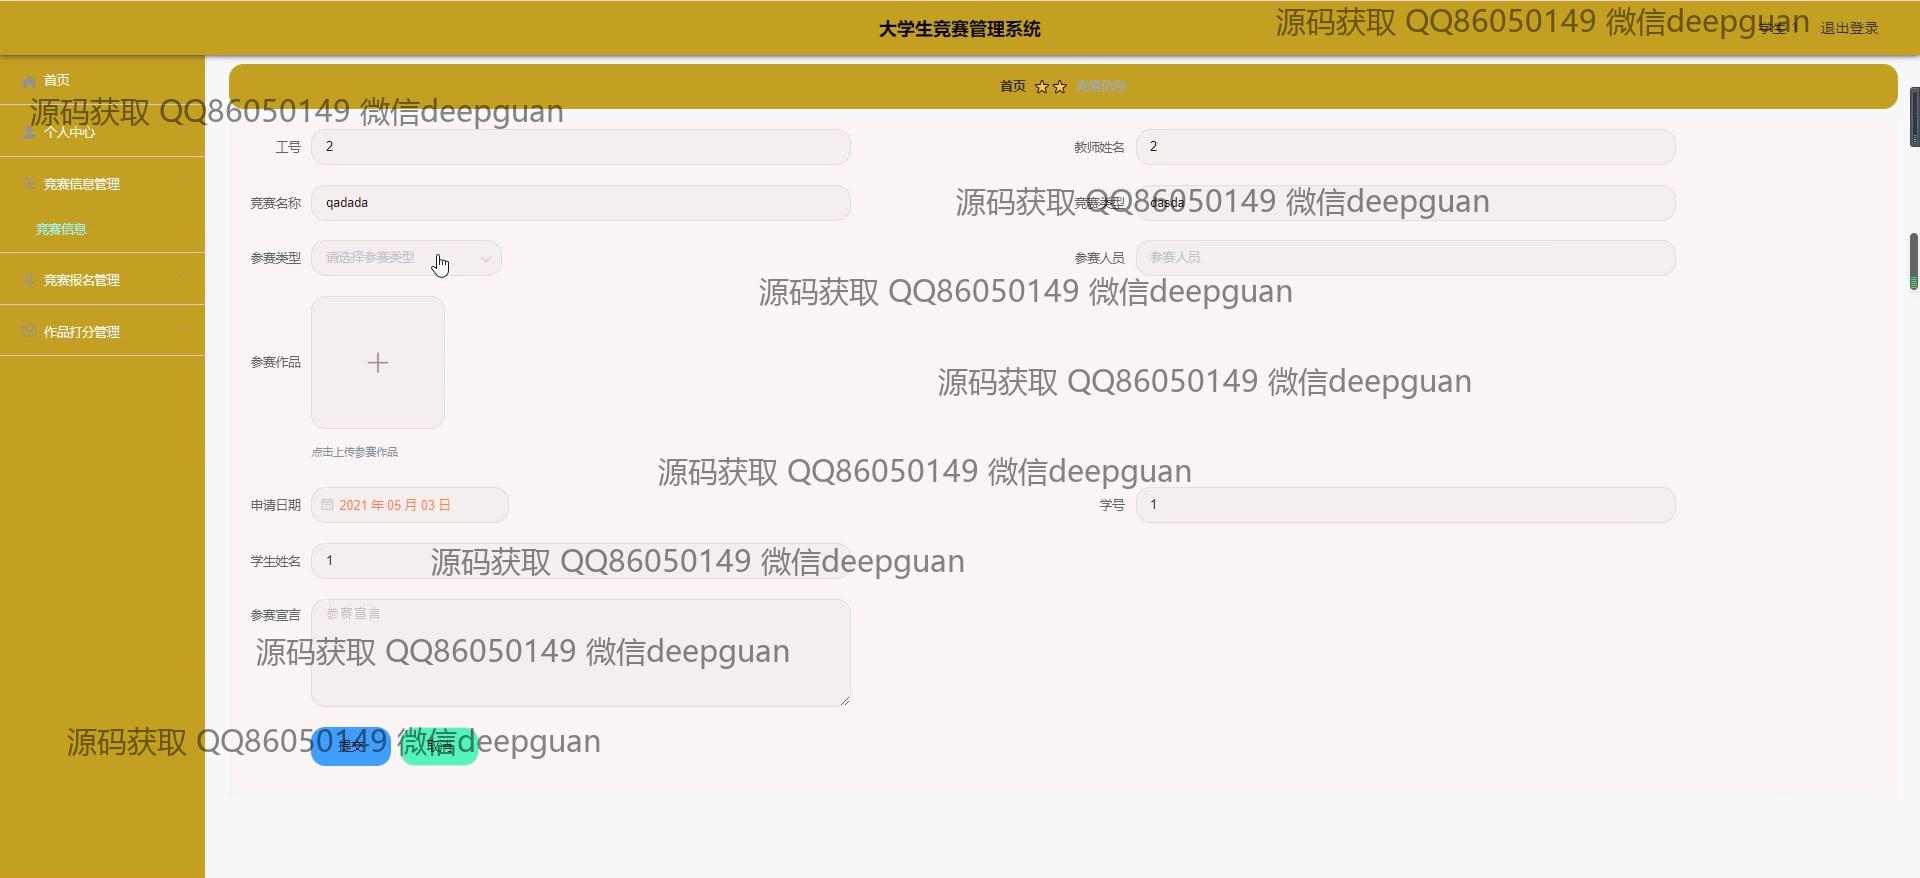 大学生竞赛管理系统
源码获取 QQ86050149 微信deepguan
学生 1
退出登录
首页
首页
竞赛信息
源码获取 QQ86050149 微信deepguan
个人中心
工号
2
教师姓名
2
竞赛信息管理
竞赛名称
qadada
竞赛类型
dasda
源码获取 QQ86050149 微信deepguan
竞赛信息
参赛类型
请选择参赛类型
参赛人员
参赛人员
竞赛报名管理
源码获取 QQ86050149 微信deepguan
作品打分管理
参赛作品
源码获取 QQ86050149 微信deepguan
点击上传参赛作品
源码获取 QQ86050149 微信deepguan
申请日期
2021 年 05 月 03 日
学号
1
学生姓名
1
源码获取 QQ86050149 微信deepguan
参赛宣言
参赛宣言
源码获取 QQ86050149 微信deepguan
源码获取 QQ86050149 微信deepguan
提交
取消